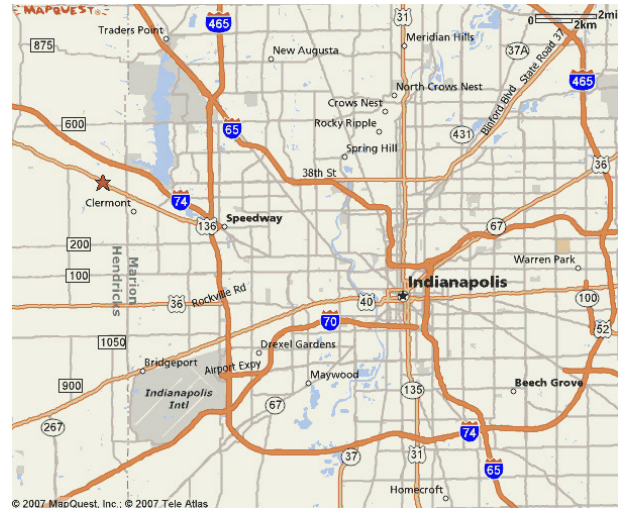 MAPQUEST
31
2mi
2km
465
Traders Point
Meridian Hills
875
New Augusta
37A
State Road 37
Binford Blvd
465
North Crows Nest
Crows Nest
Rocky Ripple
600
65
431
Spring Hill
38th St
36
74
Clermont
136
Speedway
67
200
Marion
Hendricks
100
Warren Park
Indianapolis
36
Rockville Rd
40
100
70
52
1050
Drexel Gardens
Bridgeport
Airport Expy
Maywood
900
Indianapolis
Intl
135
Beech Grove
67
267
74
37
31
65
Homecroft
© 2007 MapQuest, Inc.; © 2007 Tele Atlas